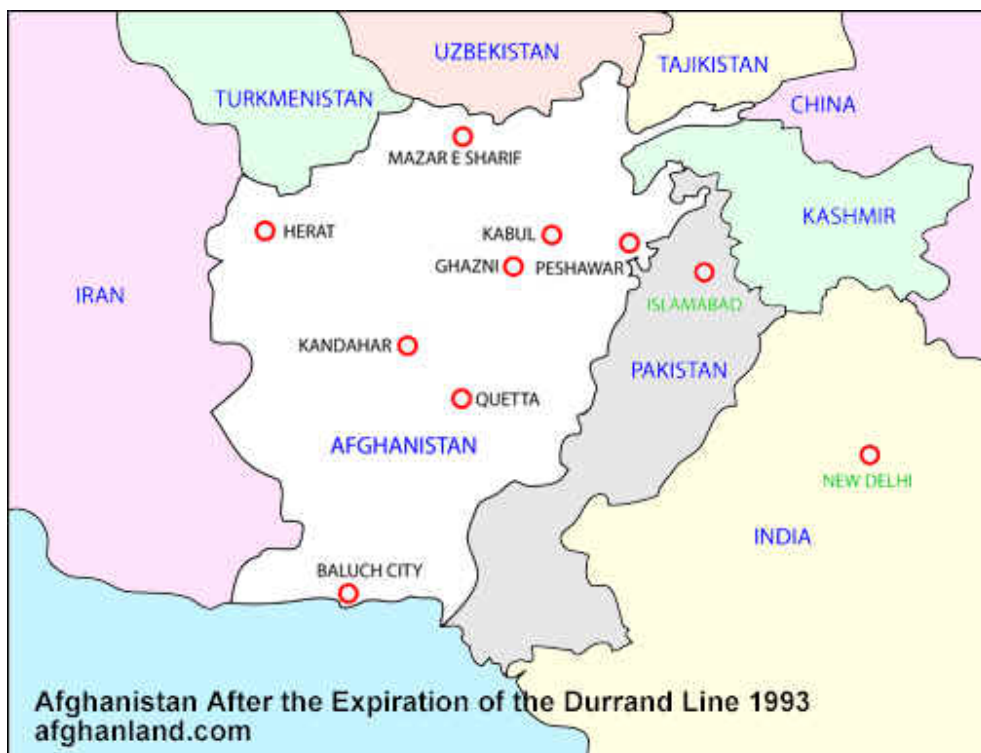 UZBEKISTAN
TAJIKISTAN
TURKMENISTAN
CHINA
MAZAR E SHARIF
KASHMIR
HERAT
KABUL
GHAZNI
PESHAWAR
IRAN
ISLAMABAD
KANDAHAR
PAKISTAN
QUETTA
AFGHANISTAN
NEW DELHI
INDIA
BALUCH CITY
Afghanistan After the Expiration of the Durrand Line 1993
afghanland.com